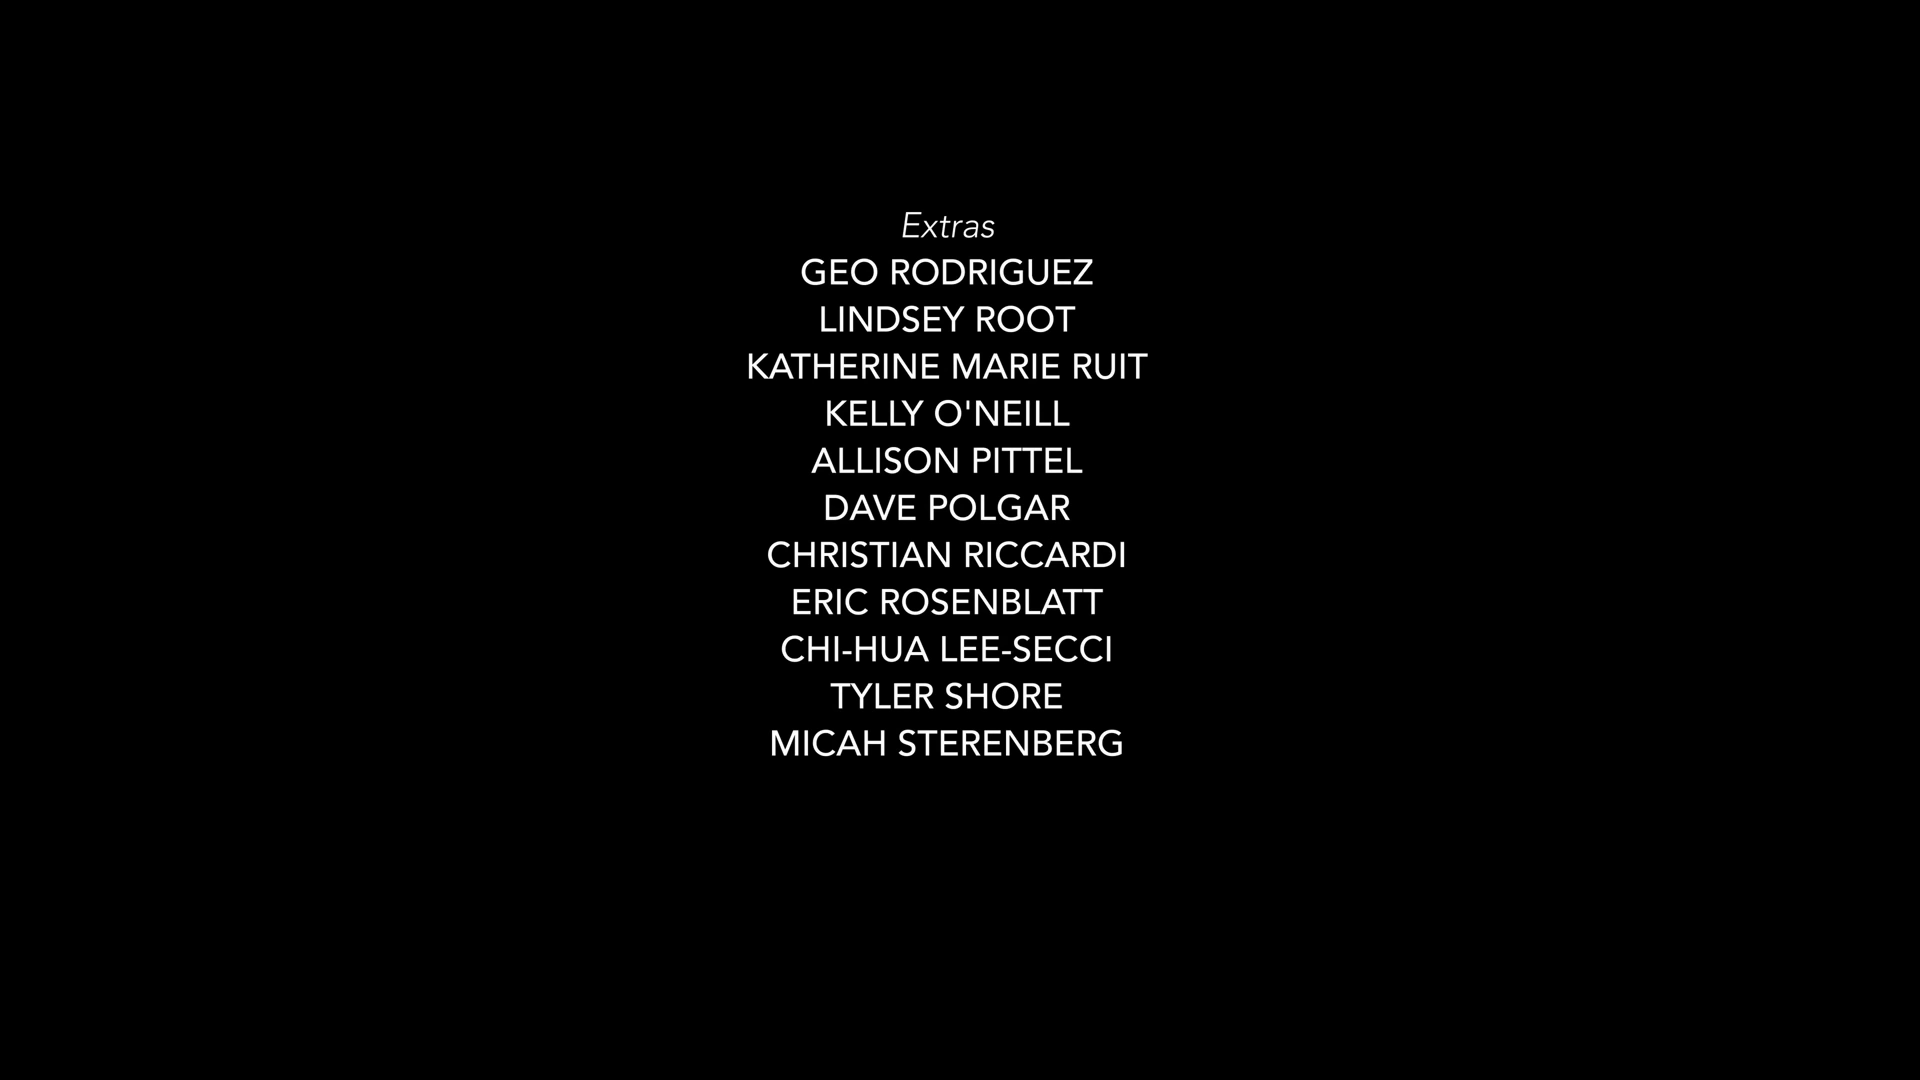 Extras
GEO RODRIGUEZ
LINDSEY ROOT
KATHERINE MARIE RUIT
KELLY O'NEILL
ALLISON PITTEL
DAVE POLGAR
CHRISTIAN RICCARDI
ERIC ROSENBLATT
CHI-HUA LEE-SECCI
TYLER SHORE
MICAH STERENBERG